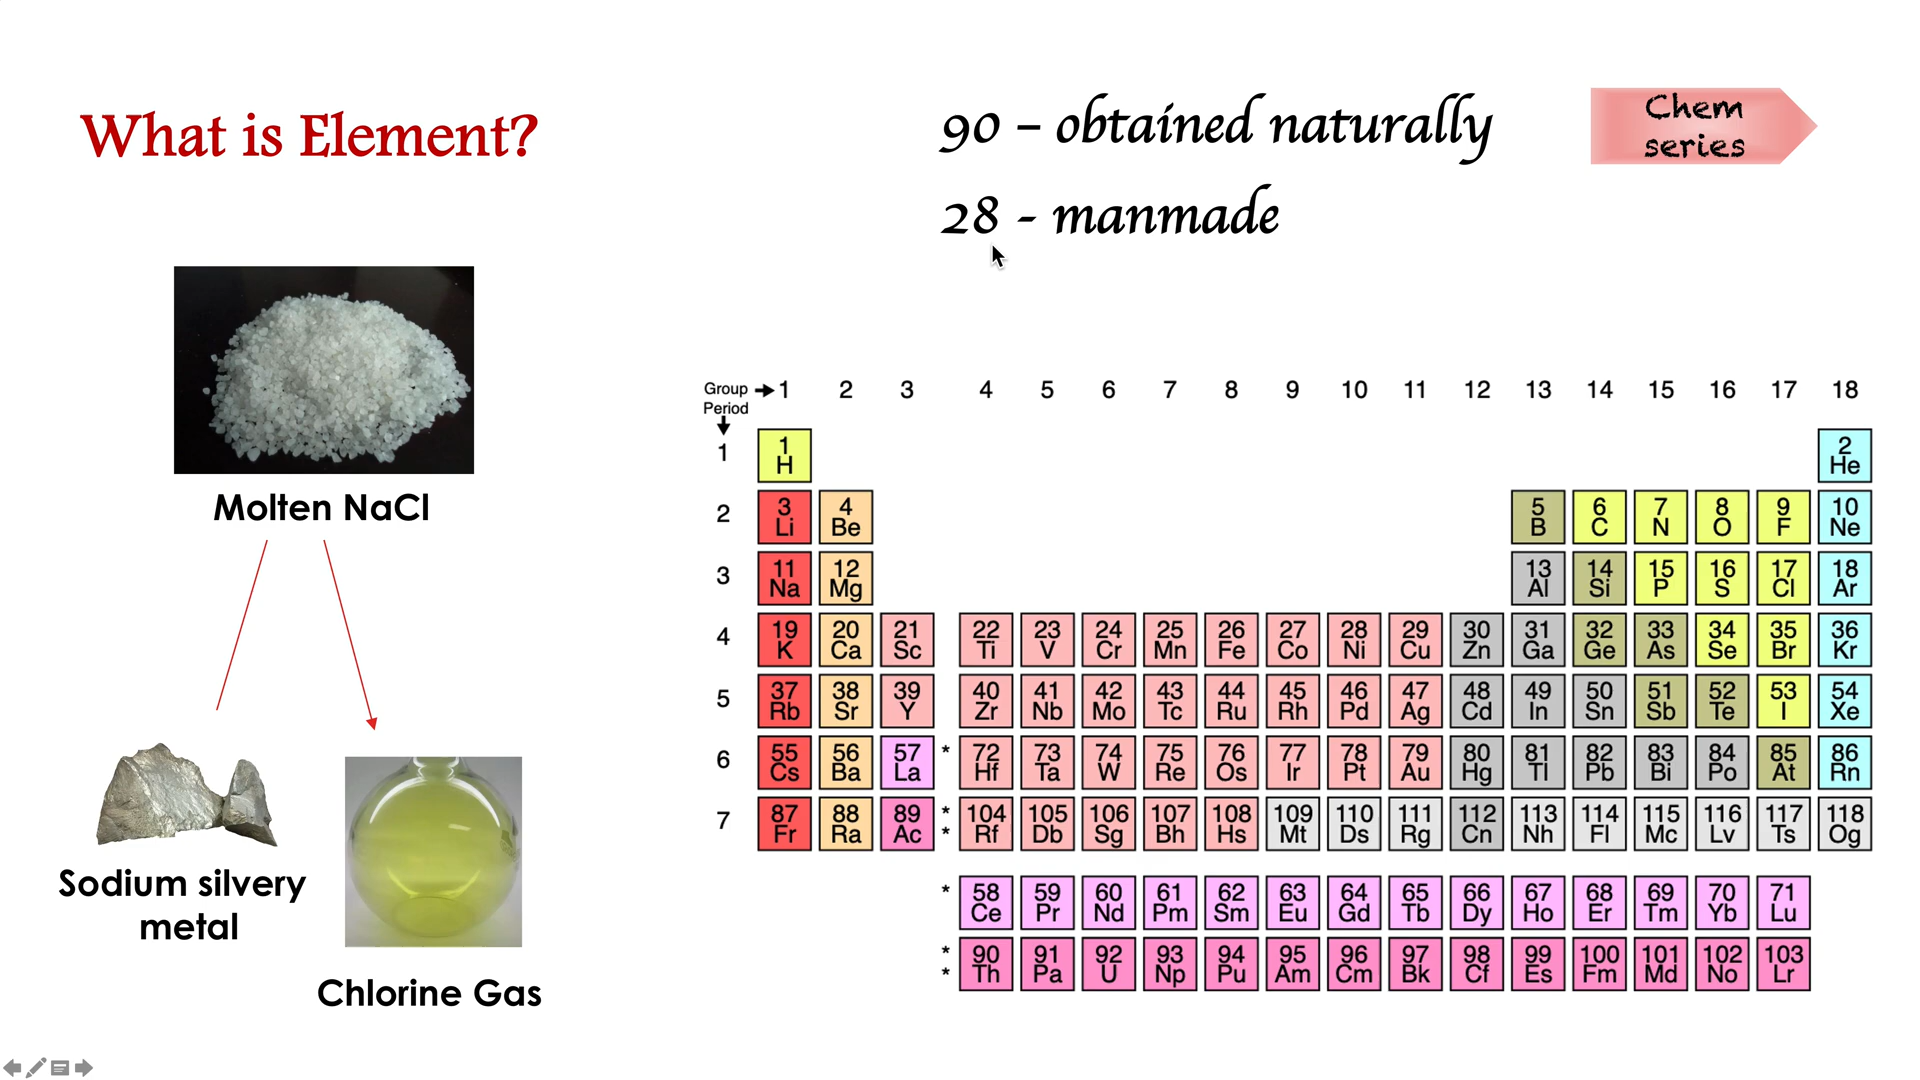 What is Element?
90 – obtained naturally
28 - manmade
Chem
series
Molten NaCl
Sodium silvery
metal
Chlorine Gas
Group → 1 2 3 4 5 6 7 8 9 10 11 12 13 14 15 16 17 18
Period
1
1 2
H He
2
3 4 5 6 7 8 9 10
Li Be B C N O F Ne
3
11 12 13 14 15 16 17 18
Na Mg Al Si P S Cl Ar
4
19 20 21 22 23 24 25 26 27 28 29 30 31 32 33 34 35 36
K Ca Sc Ti V Cr Mn Fe Co Ni Cu Zn Ga Ge As Se Br Kr
5
37 38 39 40 41 42 43 44 45 46 47 48 49 50 51 52 53 54
Rb Sr Y Zr Nb Mo Tc Ru Rh Pd Ag Cd In Sn Sb Te I Xe
6
55 56 57 * 72 73 74 75 76 77 78 79 80 81 82 83 84 85 86
Cs Ba La Hf Ta W Re Os Ir Pt Au Hg Tl Pb Bi Po At Rn
7
87 88 89 * 104 105 106 107 108 109 110 111 112 113 114 115 116 117 118
Fr Ra Ac * Rf Db Sg Bh Hs Mt Ds Rg Cn Nh Fl Mc Lv Ts Og
* 58 59 60 61 62 63 64 65 66 67 68 69 70 71
Ce Pr Nd Pm Sm Eu Gd Tb Dy Ho Er Tm Yb Lu
* 90 91 92 93 94 95 96 97 98 99 100 101 102 103
* Th Pa U Np Pu Am Cm Bk Cf Es Fm Md No Lr